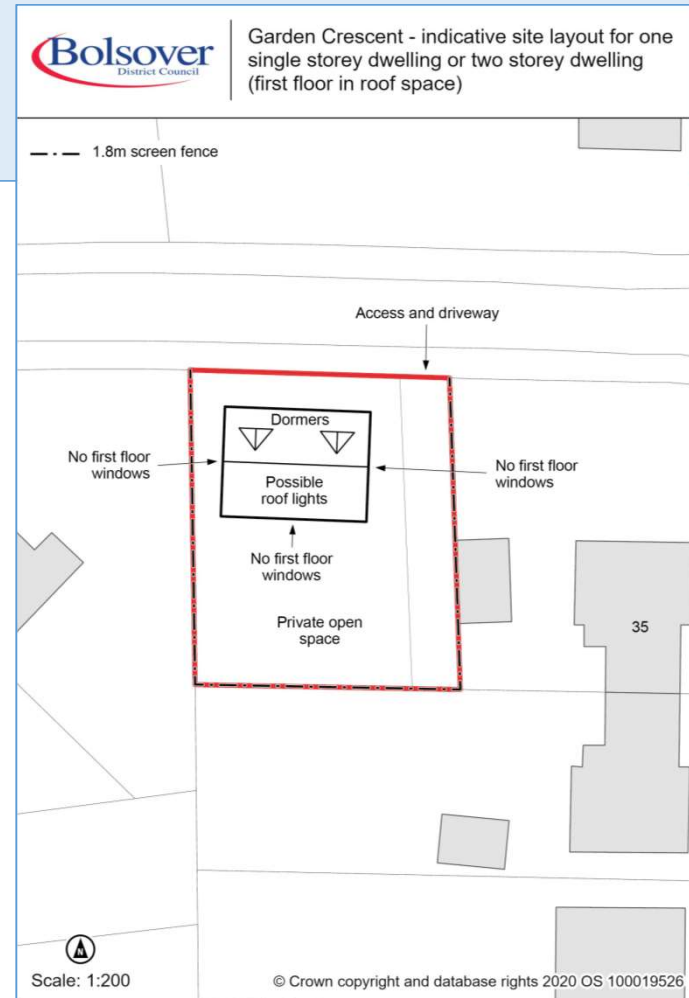 Bolsover
District Council
Garden Crescent - indicative site layout for one
single storey dwelling or two storey dwelling
(first floor in roof space)
1.8m screen fence
Access and driveway
Dormers
No first floor
windows
No first floor
windows
Possible
roof lights
No first floor
windows
Private open
space
35
N
Scale: 1:200
© Crown copyright and database rights 2020 OS 100019526